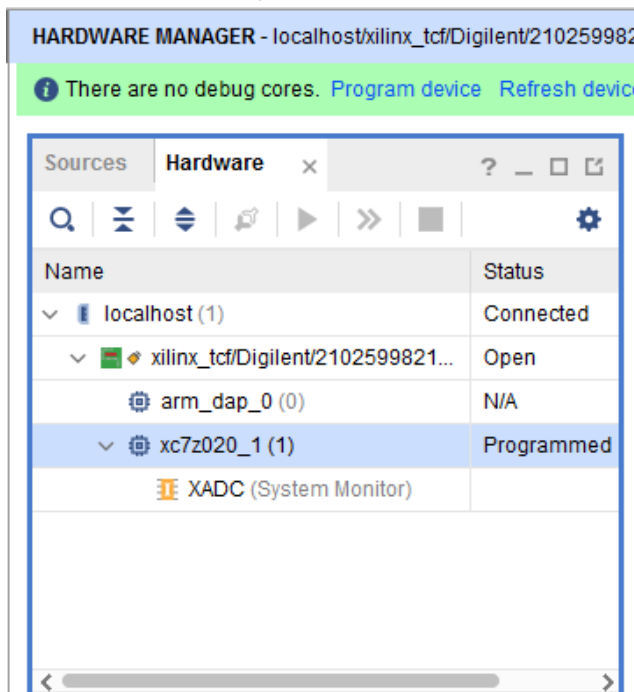 HARDWARE MANAGER - localhost/xilinx_tcf/Digilent/210259982
There are no debug cores. Program device Refresh devic
Sources Hardware
Name Status
localhost (1) Connected
xilinx_tcf/Digilent/2102599821... Open
arm_dap_0 (0) N/A
xc7z020_1 (1) Programmed
XADC (System Monitor)